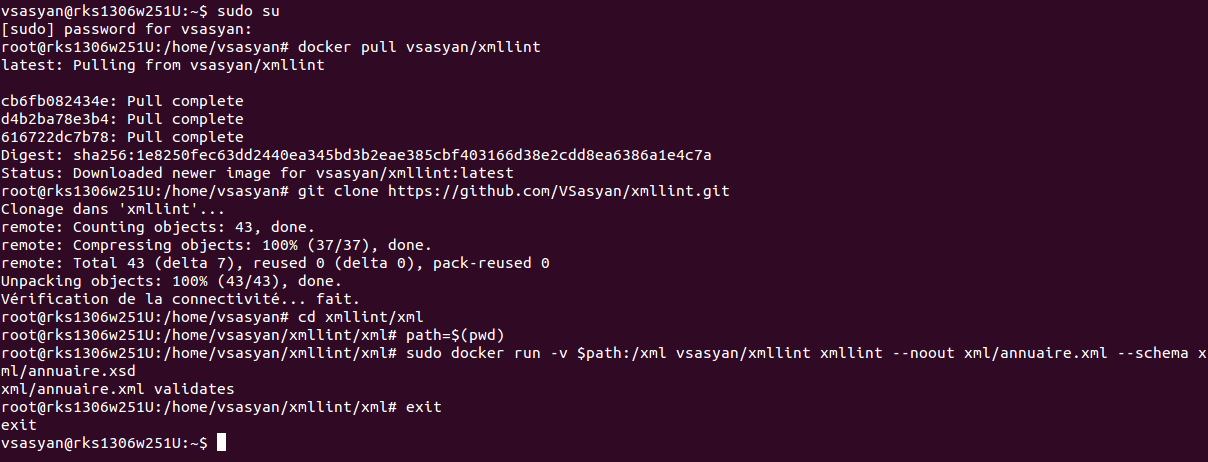 vsasyan@rks1306w251U:~$ sudo su
[sudo] password for vsasyan:
root@rks1306w251U:/home/vsasyan# docker pull vsasyan/xmllint
latest: Pulling from vsasyan/xmllint
cb6fb082434e: Pull complete
d4b2ba78e3b4: Pull complete
616722dc7b78: Pull complete
Digest: sha256:1e8250fec63dd2440ea345bd3b2eae385cbf403166d38e2cdd8ea6386a1e4c7a
Status: Downloaded newer image for vsasyan/xmllint:latest
root@rks1306w251U:/home/vsasyan# git clone https://github.com/VSasyan/xmllint.git
Clonage dans 'xmllint'...
remote: Counting objects: 43, done.
remote: Compressing objects: 100% (37/37), done.
remote: Total 43 (delta 7), reused 0 (delta 0), pack-reused 0
Unpacking objects: 100% (43/43), done.
Vérification de la connectivité... fait.
root@rks1306w251U:/home/vsasyan# cd xmllint/xml
root@rks1306w251U:/home/vsasyan/xmllint/xml# path=$(pwd)
root@rks1306w251U:/home/vsasyan/xmllint/xml# sudo docker run -v $path:/xml vsasyan/xmllint xmllint --noout xml/annuaire.xml --schema x
ml/annuaire.xsd
xml/annuaire.xml validates
root@rks1306w251U:/home/vsasyan/xmllint/xml# exit
exit
vsasyan@rks1306w251U:~$